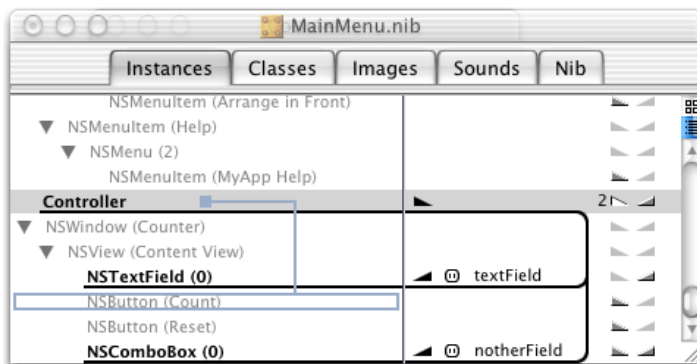 MainMenu.nib
Instances Classes Images Sounds Nib
NSMenuItem (Arrange in Front)
NSMenuItem (Help)
NSMenu (2)
NSMenuItem (MyApp Help)
Controller 2
NSWindow (Counter)
NSView (Content View)
NSTextField (0) textField
NSButton (Count)
NSButton (Reset)
NSComboBox (0) notherField